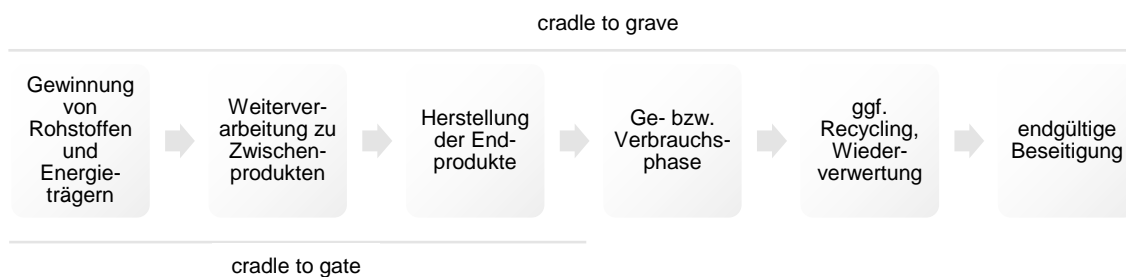 cradle to grave
Gewinnung
von
Rohstoffen
und
Energie-
trägern
Weiterver-
arbeitung zu
Zwischen-
produkten
Herstellung
der End-
produkte
Ge- bzw.
Verbrauchs-
phase
ggf.
Recycling,
Wieder-
verwertung
endgültige
Beseitigung
cradle to gate